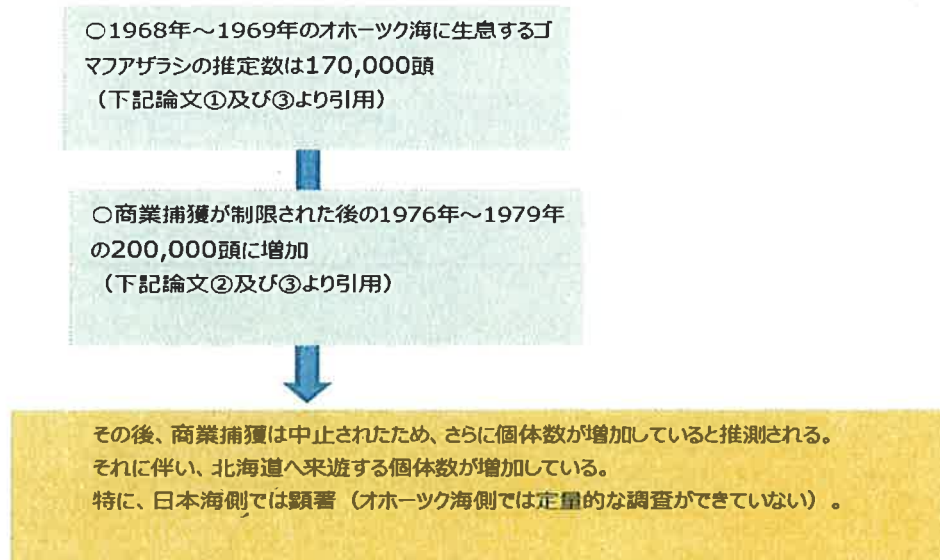 ○1968年～1969年のオホーツク海に生息するゴ
マフアザラシの推定数は170,000頭
（下記論文①及び③より引用）
○商業捕獲が制限された後の1976年～1979年
の200,000頭に増加
（下記論文②及び③より引用）
その後、商業捕獲は中止されたため、さらに個体数が増加していると推測される。
それに伴い、北海道へ来遊する個体数が増加している。
特に、日本海側では顕著（オホーツク海側では定量的な調査ができていない）。